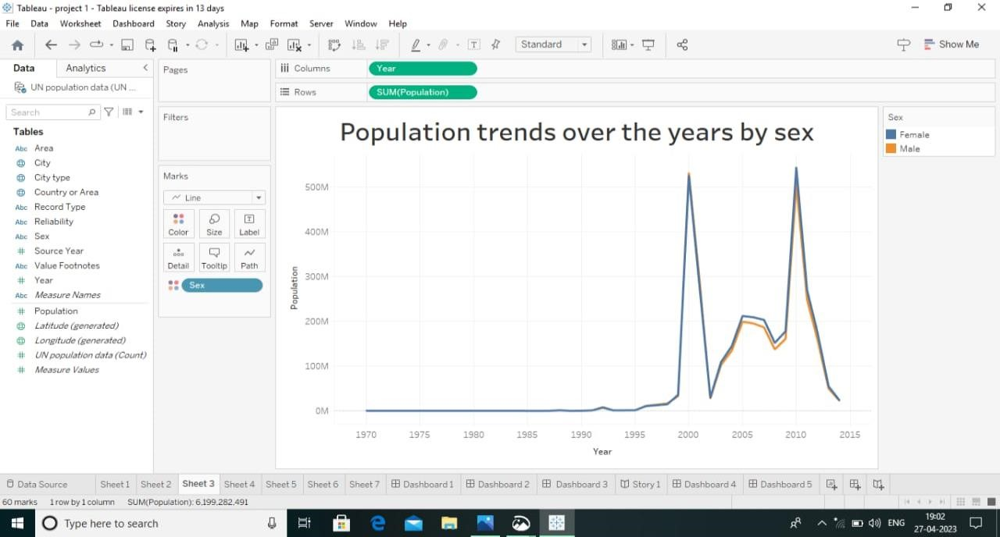 Tableau - project 1 - Tableau license expires in 13 days
File Data Worksheet Dashboard Story Analysis Map Format Server Window Help
Standard
Show Me
Data Analytics
UN population data (UN ...
Search
Tables
Abc Area
City
City type
Country or Area
Abc Record Type
Abc Reliability
Abc Sex
# Source Year
Abc Value Footnotes
# Year
Abc Measure Names
# Population
Latitude (generated)
Longitude (generated)
# UN population data (Count)
# Measure Values
Pages
Filters
Marks
Line
Color Size Label
Detail Tooltip Path
Sex
Columns Year
Rows SUM(Population)
Population trends over the years by sex
500M
400M
300M
200M
100M
0M
Population
1970 1975 1980 1985 1990 1995 2000 2005 2010 2015
Year
Sex
Female
Male
Data Source Sheet 1 Sheet 2 Sheet 3 Sheet 4 Sheet 5 Sheet 6 Sheet 7 Dashboard 1 Dashboard 2 Dashboard 3 Story 1 Dashboard 4 Dashboard 5
60 marks 1 row by 1 column SUM(Population): 6,199,282,491
Type here to search
ENG
19:02
27-04-2023